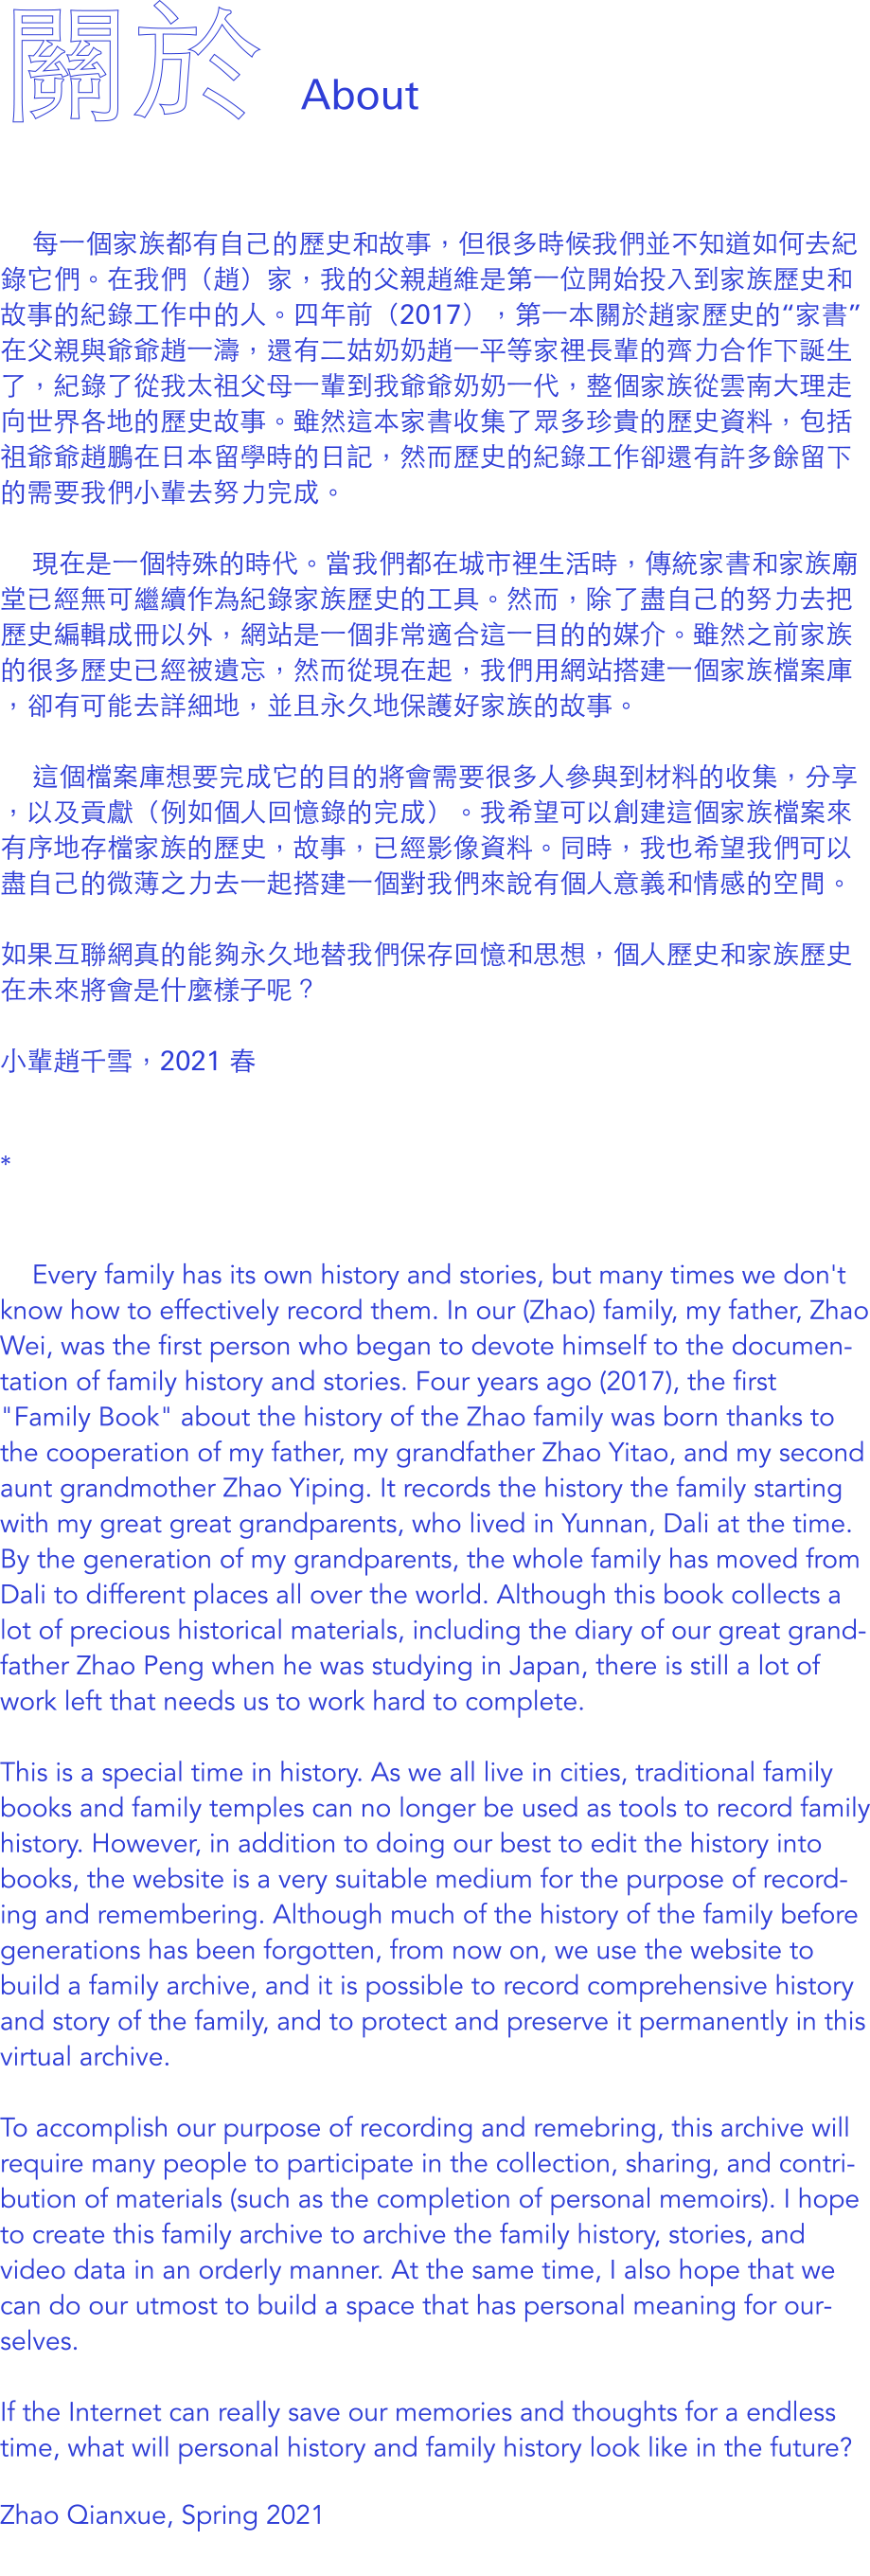 關於 About
每一個家族都有自己的歷史和故事，但很多時候我們並不知道如何去紀
錄它們。在我們（趙）家，我的父親趙維是第一位開始投入到家族歷史和
故事的紀錄工作中的人。四年前（2017），第一本關於趙家歷史的“家書”
在父親與爺爺趙一濤，還有二姑奶奶趙一平等家裡長輩的齊力合作下誕生
了，紀錄了從我太祖父母一輩到我爺爺奶奶一代，整個家族從雲南大理走
向世界各地的歷史故事。雖然這本家書收集了眾多珍貴的歷史資料，包括
祖爺爺趙鵬在日本留學時的日記，然而歷史的紀錄工作卻還有許多餘留下
的需要我們小輩去努力完成。
現在是一個特殊的時代。當我們都在城市裡生活時，傳統家書和家族廟
堂已經無可繼續作為紀錄家族歷史的工具。然而，除了盡自己的努力去把
歷史編輯成冊以外，網站是一個非常適合這一目的的媒介。雖然之前家族
的很多歷史已經被遺忘，然而從現在起，我們用網站搭建一個家族檔案庫
，卻有可能去詳細地，並且永久地保護好家族的故事。
這個檔案庫想要完成它的目的將會需要很多人參與到材料的收集，分享
，以及貢獻（例如個人回憶錄的完成）。我希望可以創建這個家族檔案來
有序地存檔家族的歷史，故事，已經影像資料。同時，我也希望我們可以
盡自己的微薄之力去一起搭建一個對我們來說有個人意義和情感的空間。
如果互聯網真的能夠永久地替我們保存回憶和思想，個人歷史和家族歷史
在未來將會是什麼樣子呢？
小輩趙千雪，2021 春
*
Every family has its own history and stories, but many times we don't
know how to effectively record them. In our (Zhao) family, my father, Zhao
Wei, was the first person who began to devote himself to the documen-
tation of family history and stories. Four years ago (2017), the first
"Family Book" about the history of the Zhao family was born thanks to
the cooperation of my father, my grandfather Zhao Yitao, and my second
aunt grandmother Zhao Yiping. It records the history the family starting
with my great great grandparents, who lived in Yunnan, Dali at the time.
By the generation of my grandparents, the whole family has moved from
Dali to different places all over the world. Although this book collects a
lot of precious historical materials, including the diary of our great grand-
father Zhao Peng when he was studying in Japan, there is still a lot of
work left that needs us to work hard to complete.
This is a special time in history. As we all live in cities, traditional family
books and family temples can no longer be used as tools to record family
history. However, in addition to doing our best to edit the history into
books, the website is a very suitable medium for the purpose of record-
ing and remembering. Although much of the history of the family before
generations has been forgotten, from now on, we use the website to
build a family archive, and it is possible to record comprehensive history
and story of the family, and to protect and preserve it permanently in this
virtual archive.
To accomplish our purpose of recording and remebring, this archive will
require many people to participate in the collection, sharing, and contri-
bution of materials (such as the completion of personal memoirs). I hope
to create this family archive to archive the family history, stories, and
video data in an orderly manner. At the same time, I also hope that we
can do our utmost to build a space that has personal meaning for our-
selves.
If the Internet can really save our memories and thoughts for a endless
time, what will personal history and family history look like in the future?
Zhao Qianxue, Spring 2021